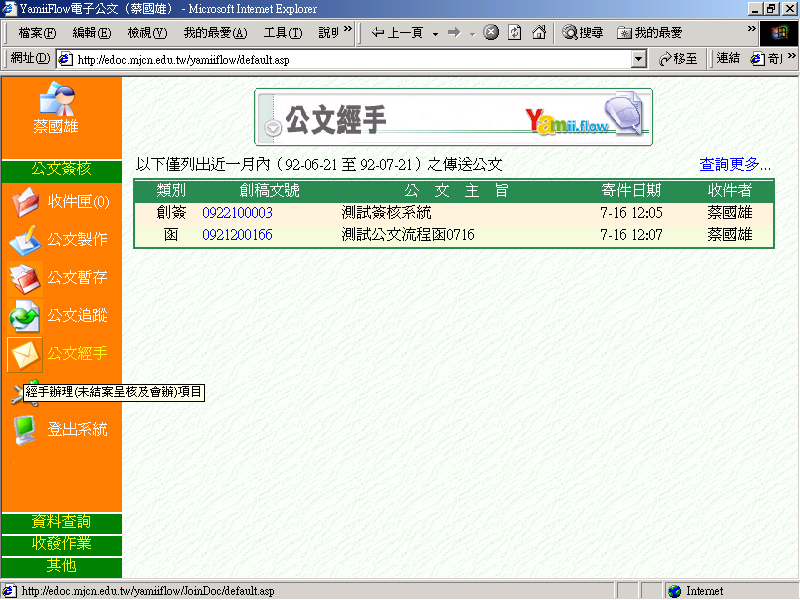 YamiiFlow電子公文（蔡國雄） - Microsoft Internet Explorer
檔案(F) 編輯(E) 檢視(V) 我的最愛(A) 工具(T) 說明 »
上一頁 搜尋 我的最愛 »
網址(D) http://edoc.mjcn.edu.tw/yamiiflow/default.asp 移至 連結 »
蔡國雄
公文簽核
收件匣(0)
公文製作
公文暫存
公文追蹤
公文經手
經手辦理(未結案呈核及會辦)項目
登出系統
資料查詢
收發作業
其他
公文經手 Yamii.flow
以下僅列出近一月內（92-06-21 至 92-07-21）之傳送公文 查詢更多...
類別 創稿文號 公 文 主 旨 寄件日期 收件者
創簽 0922100003 測試簽核系統 7-16 12:05 蔡國雄
函 0921200166 測試公文流程函0716 7-16 12:07 蔡國雄
http://edoc.mjcn.edu.tw/yamiiflow/JoinDoc/default.asp Internet